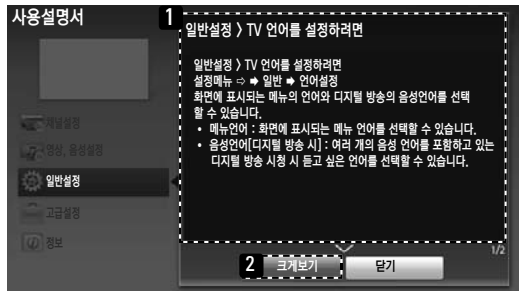 사용설명서
1
일반설정 〉 TV 언어를 설정하려면
일반설정 〉 TV 언어를 설정하려면
설정메뉴 ⇨ ➡ 일반 ➡ 언어설정
화면에 표시되는 메뉴의 언어와 디지털 방송의 음성언어를 선택
할 수 있습니다.
• 메뉴언어 : 화면에 표시되는 메뉴 언어를 선택할 수 있습니다.
• 음성언어[디지털 방송 시] : 여러 개의 음성 언어를 포함하고 있는
디지털 방송 시청 시 듣고 싶은 언어를 선택할 수 있습니다.
채널설정
영상, 음성설정
일반설정
고급설정
정보
1/2
2
크게보기
닫기